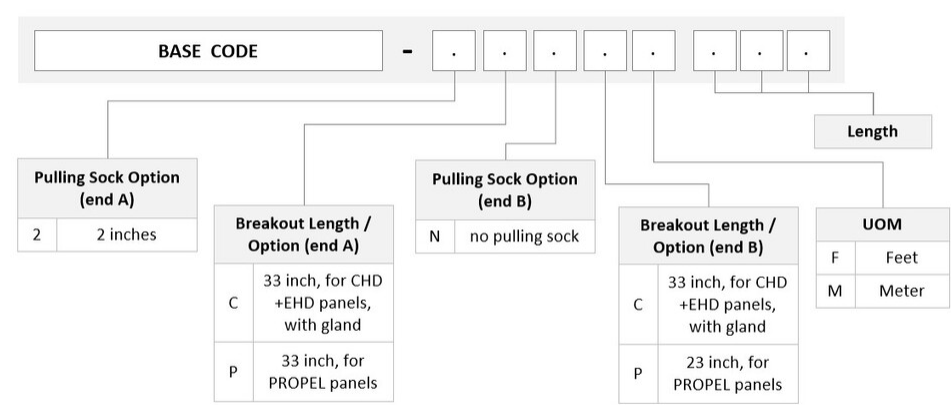 BASE CODE - . . . . . . . .
Length
Pulling Sock Option
(end A)
2 2 inches
Breakout Length /
Option (end A)
C 33 inch, for CHD
+EHD panels,
with gland
P 33 inch, for
PROPEL panels
Pulling Sock Option
(end B)
N no pulling sock
Breakout Length /
Option (end B)
C 33 inch, for CHD
+EHD panels,
with gland
P 23 inch, for
PROPEL panels
UOM
F Feet
M Meter